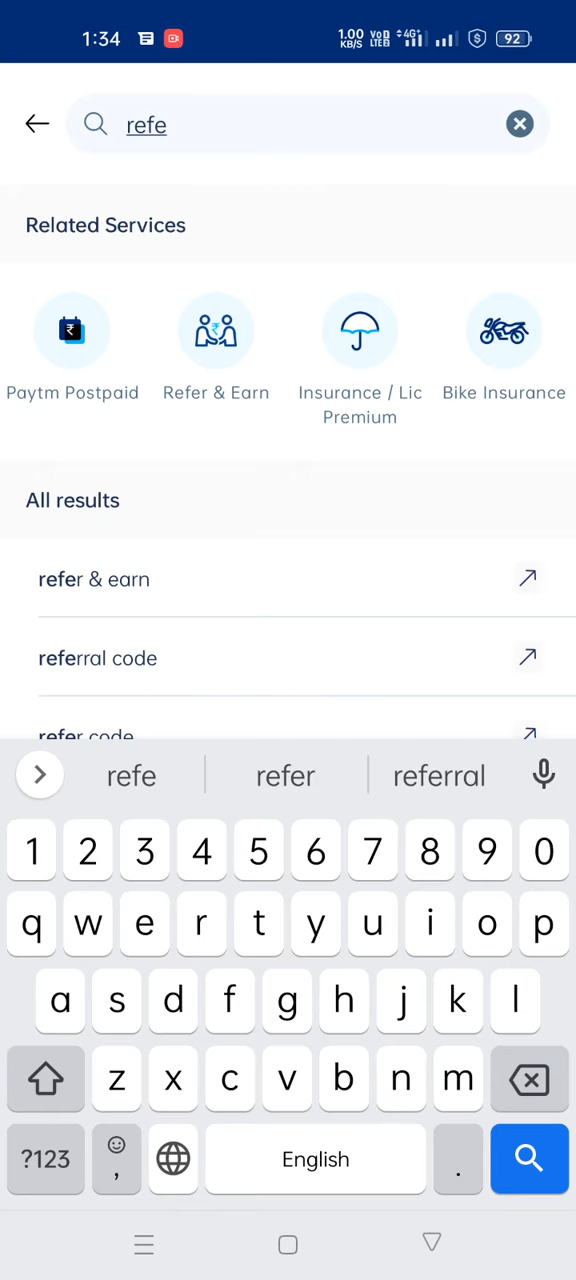 1:34 1.00 KB/S VoD LTE2 4G+ 92
refe
Related Services
Paytm Postpaid Refer & Earn Insurance / Lic Premium Bike Insurance
All results
refer & earn
referral code
refer code
refe refer referral
1 2 3 4 5 6 7 8 9 0
q w e r t y u i o p
a s d f g h j k l
z x c v b n m
?123 , English .